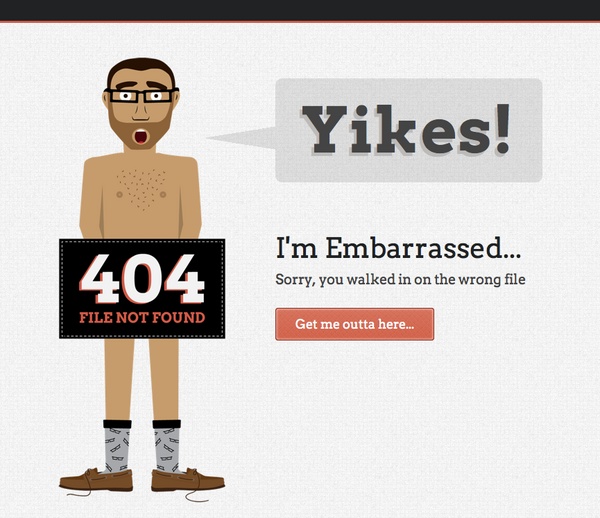 Yikes!
404
FILE NOT FOUND
I'm Embarrassed...
Sorry, you walked in on the wrong file
Get me outta here...